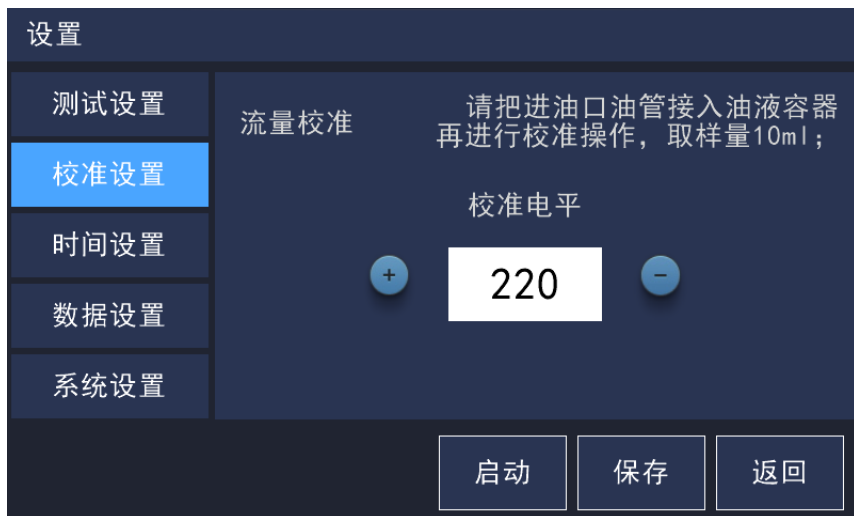 设置
测试设置
校准设置
时间设置
数据设置
系统设置
流量校准
请把进油口油管接入油液容器
再进行校准操作，取样量10ml；
校准电平
+
220
-
启动
保存
返回